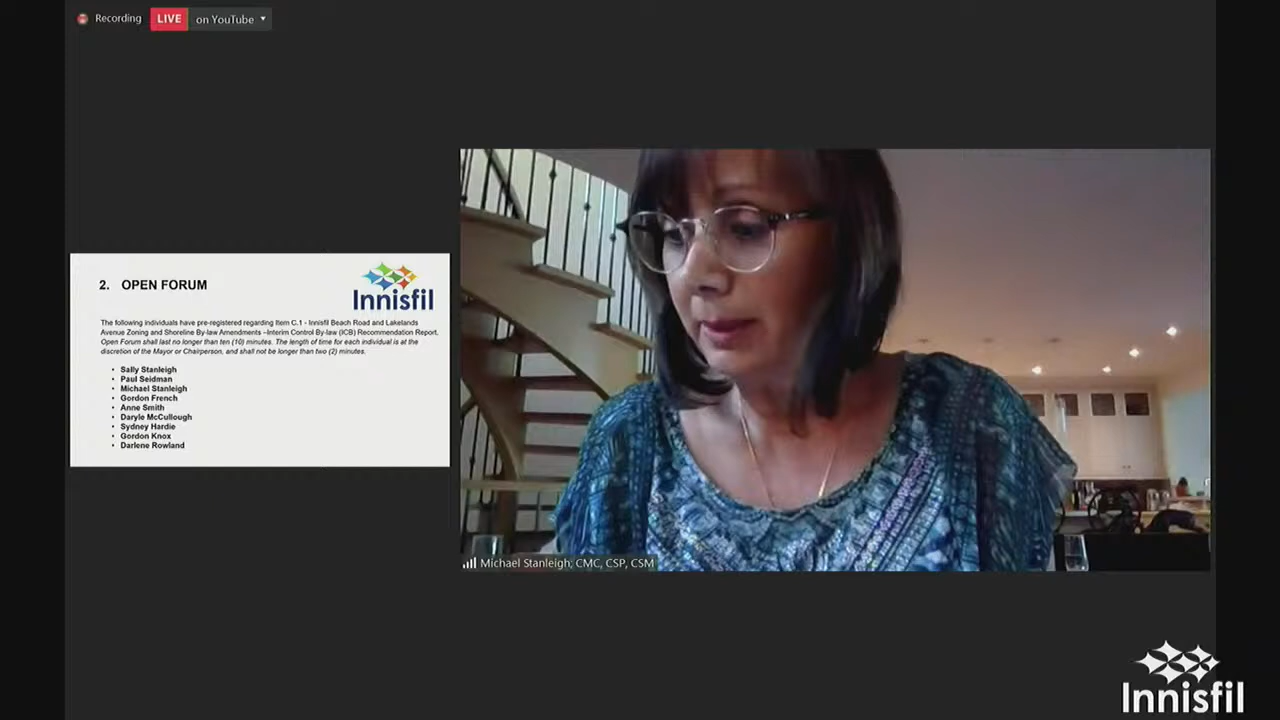 Recording
LIVE
on YouTube
2. OPEN FORUM
Innisfil
The following individuals have pre-registered regarding Item C.1 - Innisfil Beach Road and Lakelands
Avenue Zoning and Shoreline By-law Amendments –Interim Control By-law (ICB) Recommendation Report.
Open Forum shall last no longer than ten (10) minutes. The length of time for each individual is at the
discretion of the Mayor or Chairperson, and shall not be longer than two (2) minutes.
• Sally Stanleigh
• Paul Seidman
• Michael Stanleigh
• Gordon French
• Anne Smith
• Daryle McCullough
• Sydney Hardie
• Gordon Knox
• Darlene Rowland
Michael Stanleigh, CMC, CSP, CSM
Innisfil